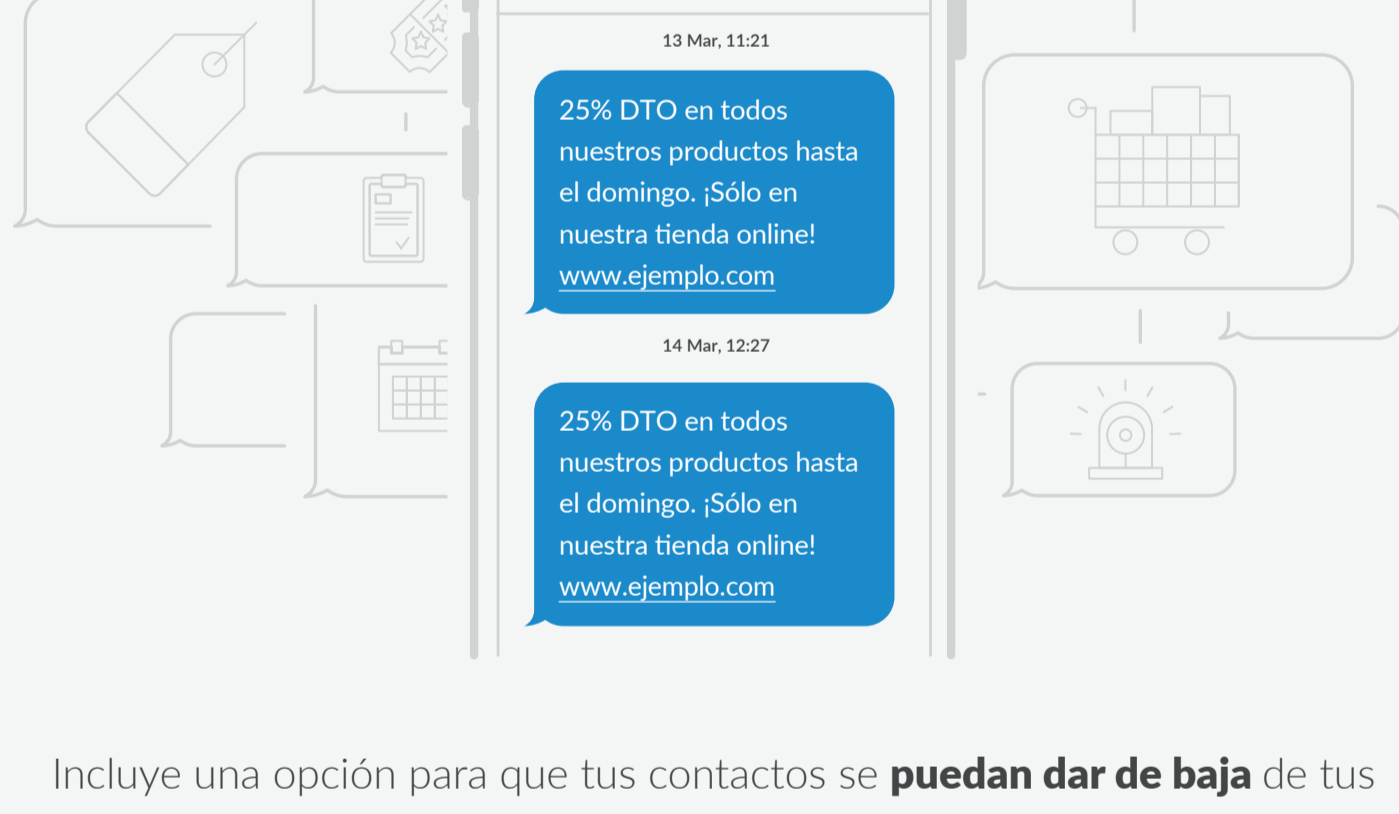 13 Mar, 11:21
25% DTO en todos
nuestros productos hasta
el domingo. ¡Sólo en
nuestra tienda online!
www.ejemplo.com
14 Mar, 12:27
25% DTO en todos
nuestros productos hasta
el domingo. ¡Sólo en
nuestra tienda online!
www.ejemplo.com
Incluye una opción para que tus contactos se puedan dar de baja de tus